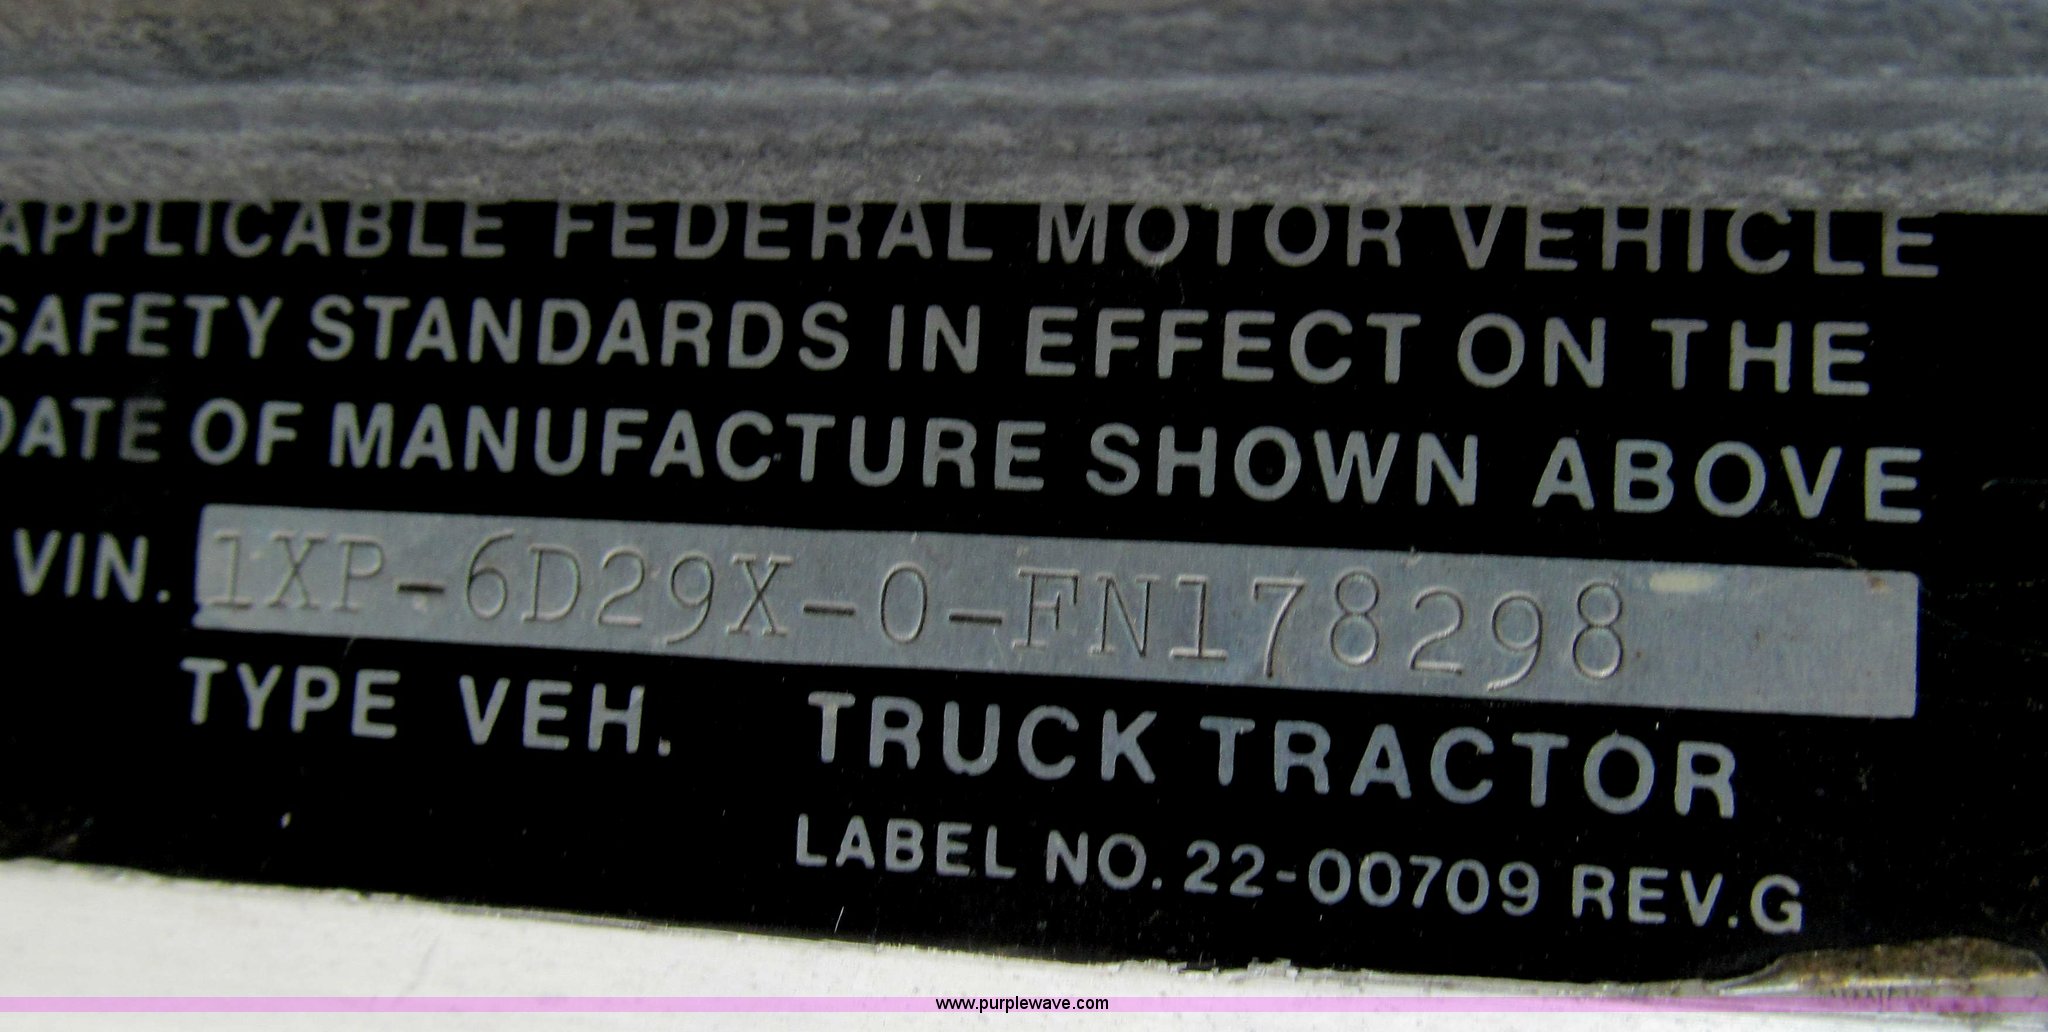 APPLICABLE FEDERAL MOTOR VEHICLE
SAFETY STANDARDS IN EFFECT ON THE
DATE OF MANUFACTURE SHOWN ABOVE
VIN. 1XP-6D29X-0-FN178298
TYPE VEH. TRUCK TRACTOR
LABEL NO. 22-00709 REV.G
www.purplewave.com